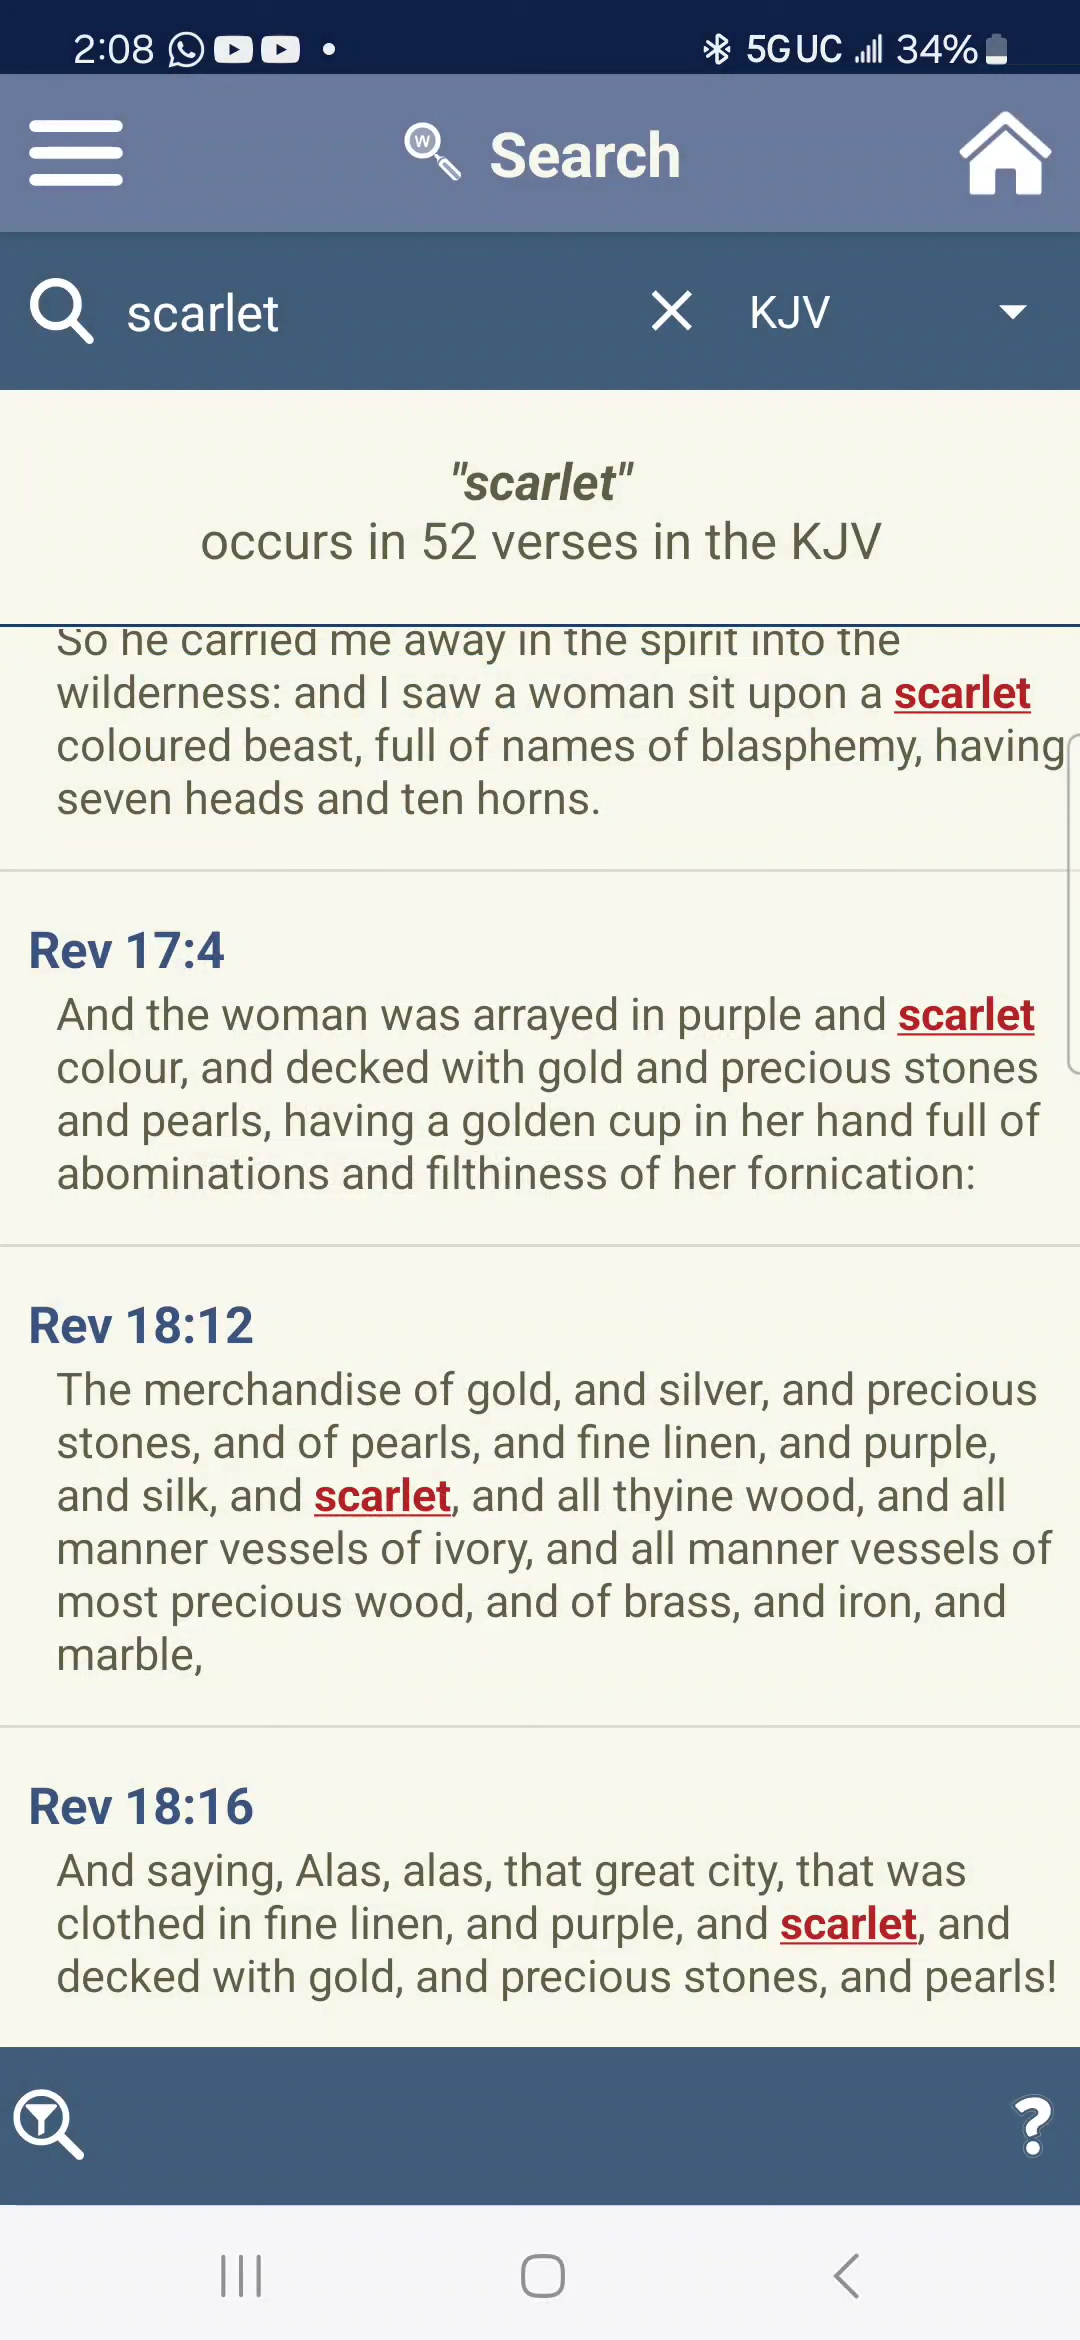 2:08
5G UC 34%
Search
scarlet KJV
"scarlet"
occurs in 52 verses in the KJV
So he carried me away in the spirit into the
wilderness: and I saw a woman sit upon a scarlet
coloured beast, full of names of blasphemy, having
seven heads and ten horns.
Rev 17:4
And the woman was arrayed in purple and scarlet
colour, and decked with gold and precious stones
and pearls, having a golden cup in her hand full of
abominations and filthiness of her fornication:
Rev 18:12
The merchandise of gold, and silver, and precious
stones, and of pearls, and fine linen, and purple,
and silk, and scarlet, and all thyine wood, and all
manner vessels of ivory, and all manner vessels of
most precious wood, and of brass, and iron, and
marble,
Rev 18:16
And saying, Alas, alas, that great city, that was
clothed in fine linen, and purple, and scarlet, and
decked with gold, and precious stones, and pearls!
?